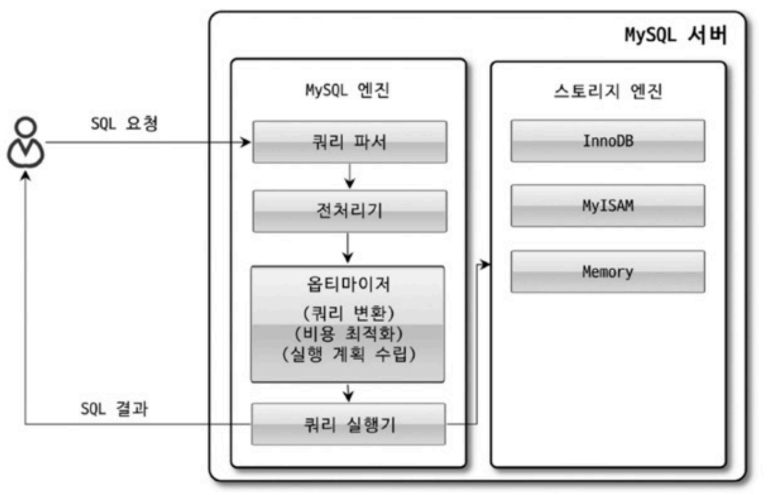 MySQL 서버
MySQL 엔진
스토리지 엔진
SQL 요청
쿼리 파서
전처리기
옵티마이저
(쿼리 변환)
(비용 최적화)
(실행 계획 수립)
쿼리 실행기
SQL 결과
InnoDB
MyISAM
Memory